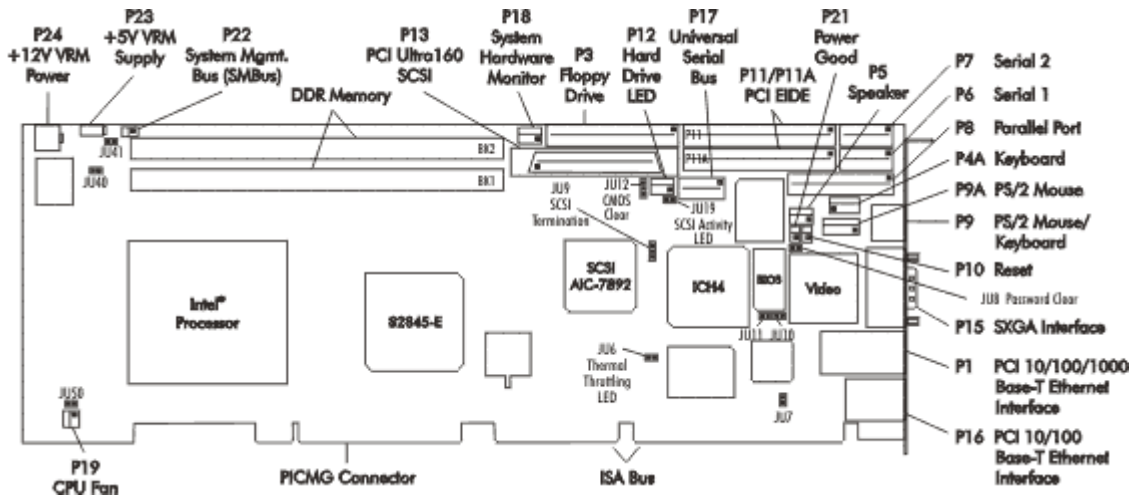 P24
+12V VRM
Power
P23
+5V VRM
Supply
P22
System Mgmt.
Bus (SMBus)
DDR Memory
P13
PCI Ultra160
SCSI
P18
System
Hardware
Monitor
P3
Floppy
Drive
P12
Hard
Drive
LED
P17
Universal
Serial
Bus
P11/P11A
PCI EIDE
P21
Power
Good
P5
Speaker
P7 Serial 2
P6 Serial 1
P8 Parallel Port
P4A Keyboard
P9A PS/2 Mouse
P9 PS/2 Mouse/
Keyboard
P10 Reset
JU8 Password Clear
P15 SXGA Interface
P1 PCI 10/100/1000
Base-T Ethernet
Interface
P16 PCI 10/100
Base-T Ethernet
Interface
JU41
JU40
BK2
BK1
P11
P11A
JU9
SCSI
Termination
JU12
CMOS
Clear
JU19
SCSI Activity
LED
Intel®
Processor
82845-E
SCSI
AIC-7892
ICH4
BIOS
Video
JU11
JU10
JU6
Thermal
Throttling
LED
JU7
JU50
P19
CPU Fan
PICMG Connector
ISA Bus